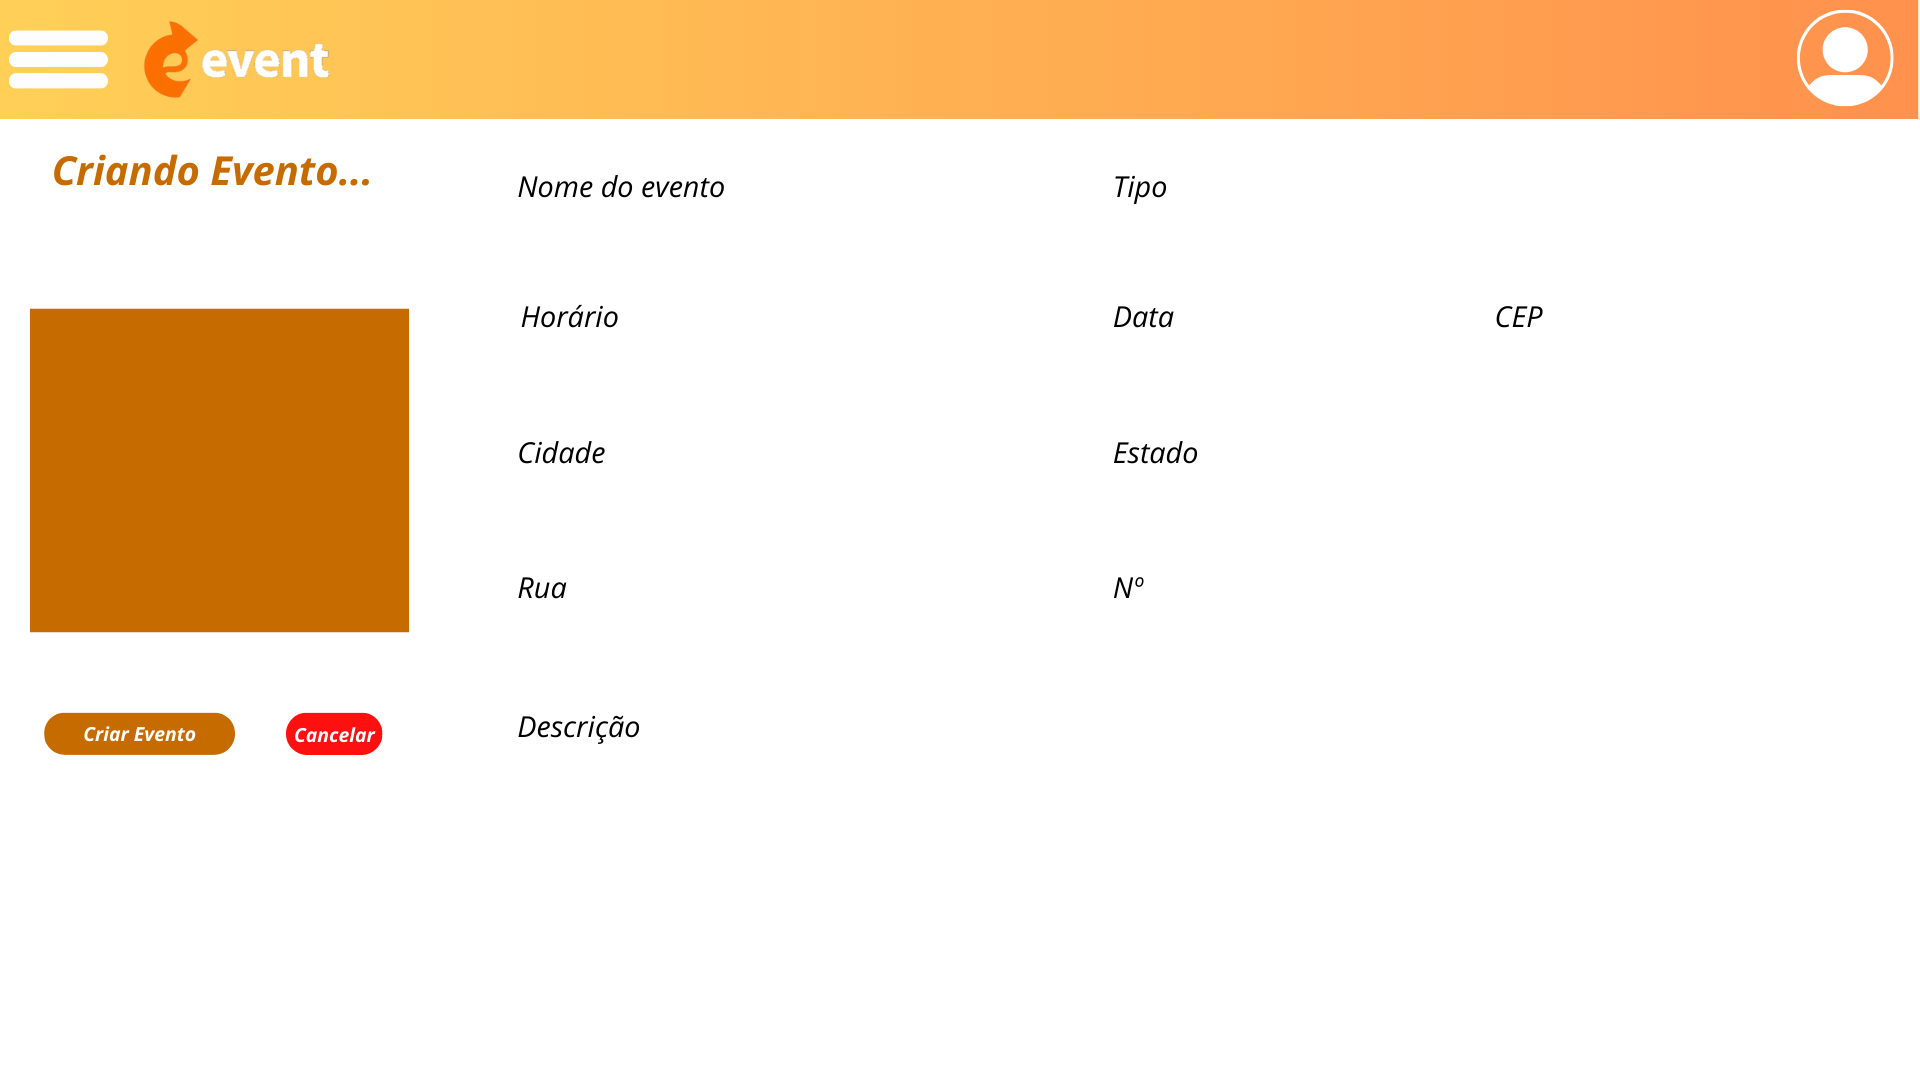 event
Criando Evento...
Nome do evento
Tipo
Horário
Data
CEP
Cidade
Estado
Rua
Nº
Criar Evento
Cancelar
Descrição